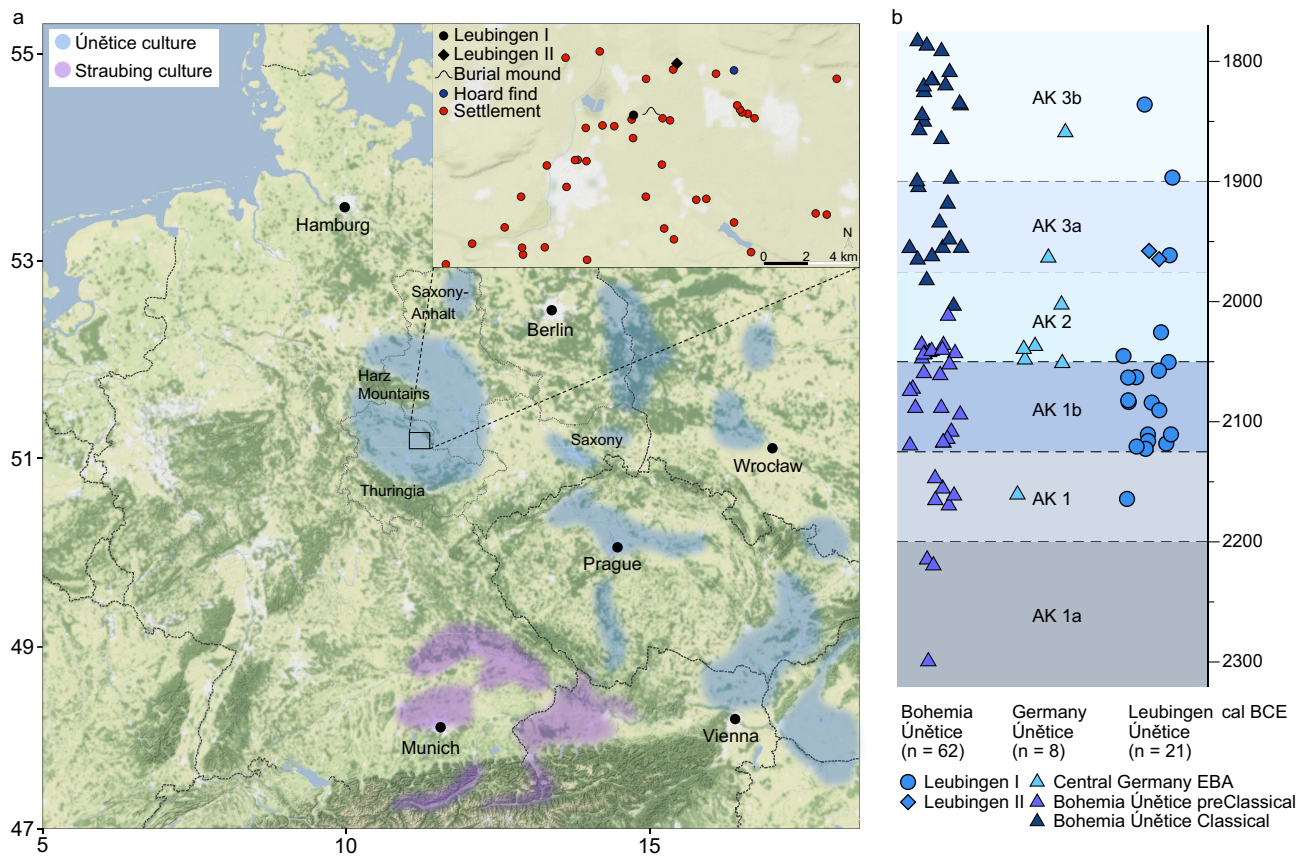 a
Únětice culture
Straubing culture
55
53
51
49
47
5
10
15
Leubingen I
Leubingen II
Burial mound
Hoard find
Settlement
N
0 2 4 km
Hamburg
Saxony-
Anhalt
Berlin
Harz
Mountains
Saxony
Wrocław
Thuringia
Prague
Munich
Vienna
b
AK 3b
AK 3a
AK 2
AK 1b
AK 1
AK 1a
1800
1900
2000
2100
2200
2300
Bohemia
Únětice
(n = 62)
Germany
Únětice
(n = 8)
Leubingen
Únětice
(n = 21)
cal BCE
Leubingen I
Leubingen II
Central Germany EBA
Bohemia Únětice preClassical
Bohemia Únětice Classical